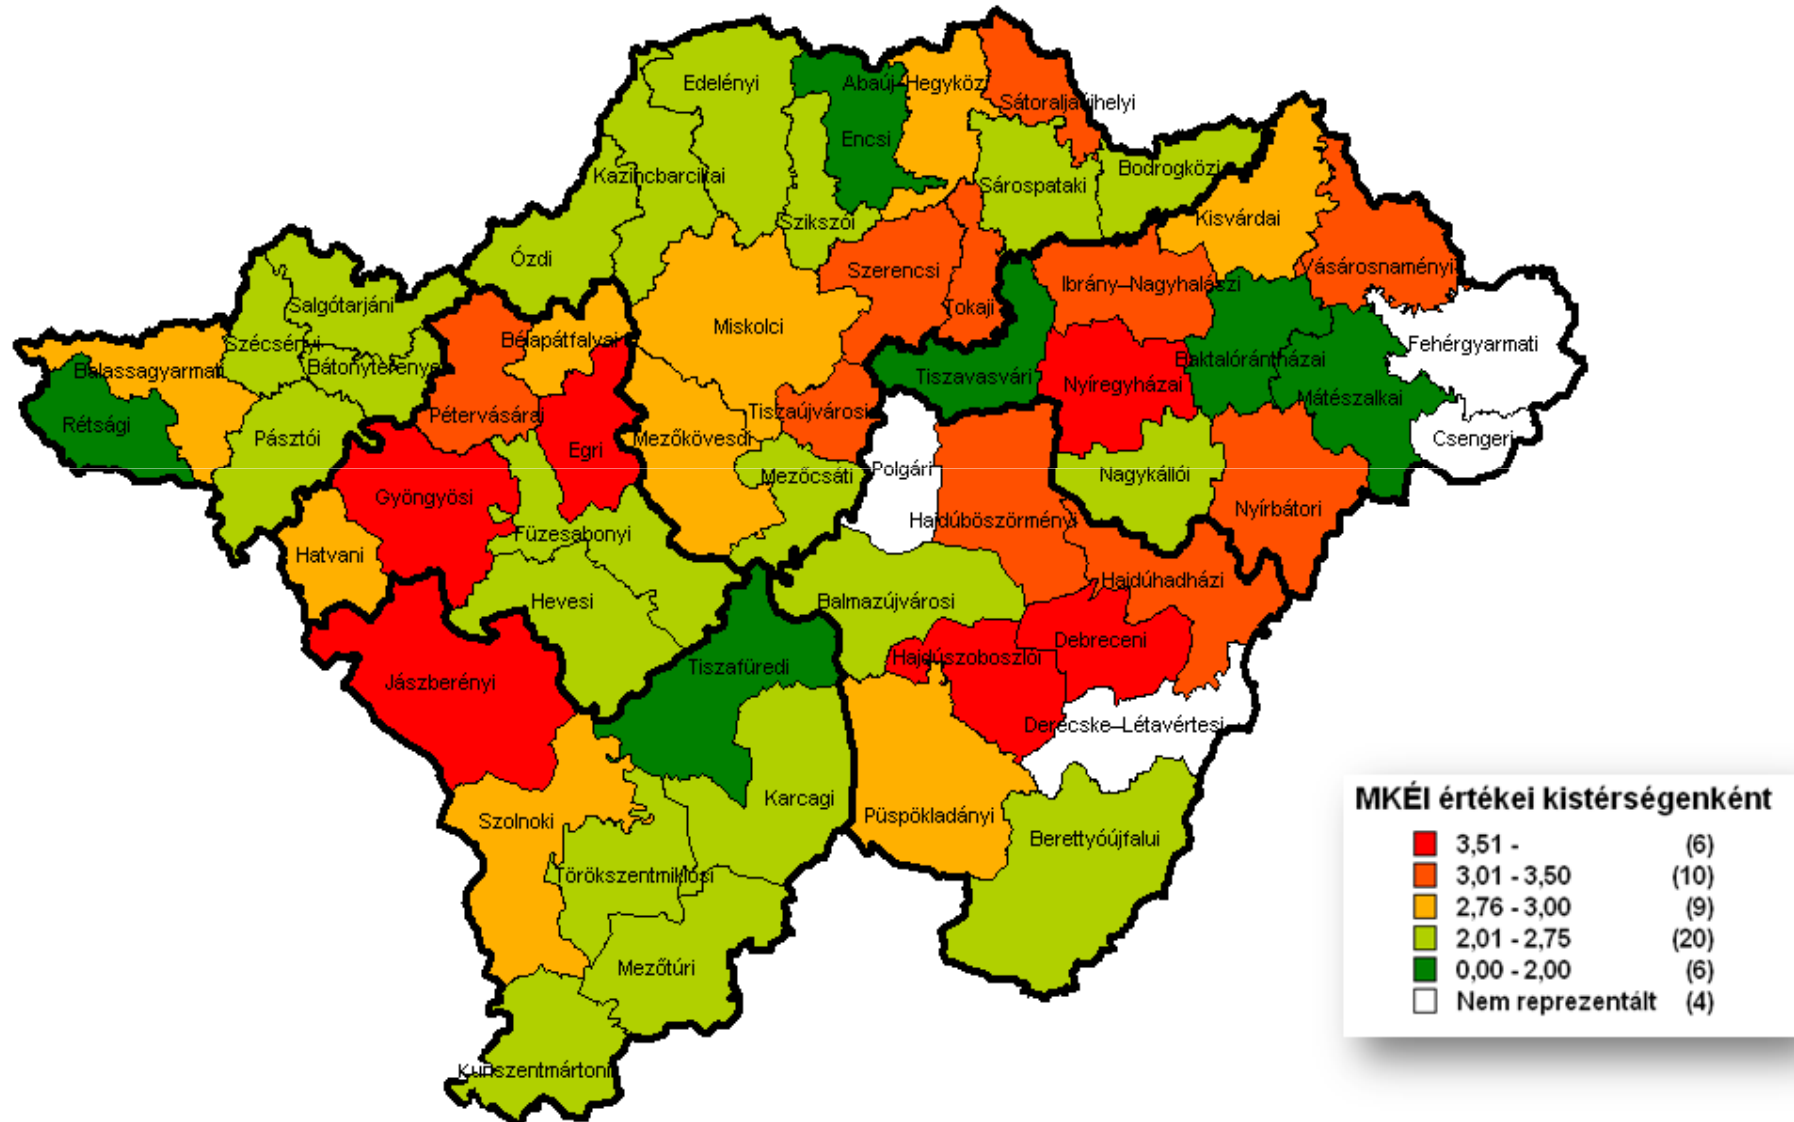 Edelényi
Abaúj–Hegyközi
Sátoraljaújhelyi
Encsi
Kazincbarcikai
Bodrogközi
Sárospataki
Szikszói
Kisvárdai
Ózdi
Szerencsi
Vásárosnaményi
Ibrány–Nagyhalászi
Salgótarjáni
Tokaji
Miskolci
Szécsényi
Bélapátfalvai
Fehérgyarmati
Baktalórántházai
Bátonyterenyei
Balassagyarmati
Tiszavasvári
Nyíregyházai
Mátészalkai
Tiszaújvárosi
Pétervásárai
Rétsági
Pásztói
Mezőkövesdi
Csengeri
Egri
Polgári
Mezőcsáti
Nagykállói
Gyöngyösi
Nyírbátori
Hajdúböszörményi
Füzesabonyi
Hatvani
Hajdúhadházi
Hevesi
Balmazújvárosi
Debreceni
Hajdúszoboszlói
Tiszafüredi
Jászberényi
Derecske–Létavértesi
Karcagi
Püspökladányi
Szolnoki
Berettyóújfalui
Törökszentmiklósi
Mezőtúri
Kunszentmártoni
MKÉI értékei kistérségenként
3,51 - (6)
3,01 - 3,50 (10)
2,76 - 3,00 (9)
2,01 - 2,75 (20)
0,00 - 2,00 (6)
Nem reprezentált (4)